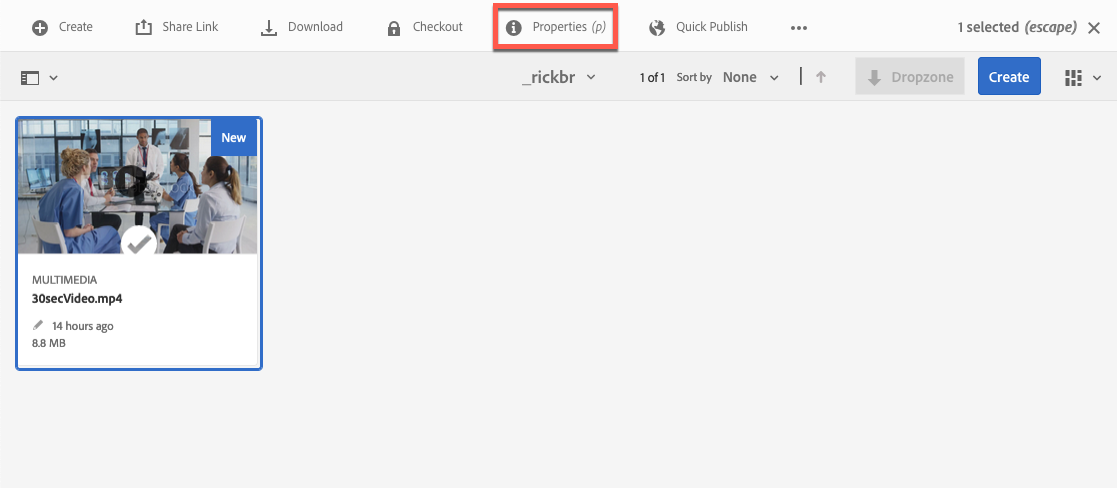 Create Share Link Download Checkout Properties (p) Quick Publish ••• 1 selected (escape)
_rickbr 1 of 1 Sort by None Dropzone Create
New
MULTIMEDIA
30secVideo.mp4
14 hours ago
8.8 MB